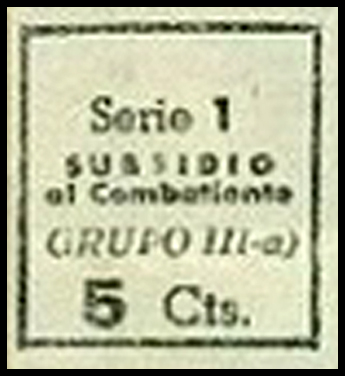 Serie 1
SUBSIDIO
al Combatiente
GRUPO III-a)
5 Cts.